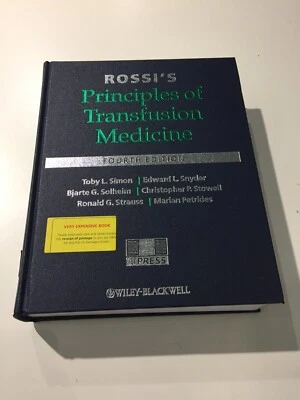 ROSSI'S
Principles of
Transfusion
Medicine
FOURTH EDITION
Toby L. Simon | Edward L. Snyder
Bjarte G. Solheim | Christopher P. Stowell
Ronald G. Strauss | Marian Petrides
VERY EXPENSIVE BOOK
PRESS
WILEY-BLACKWELL